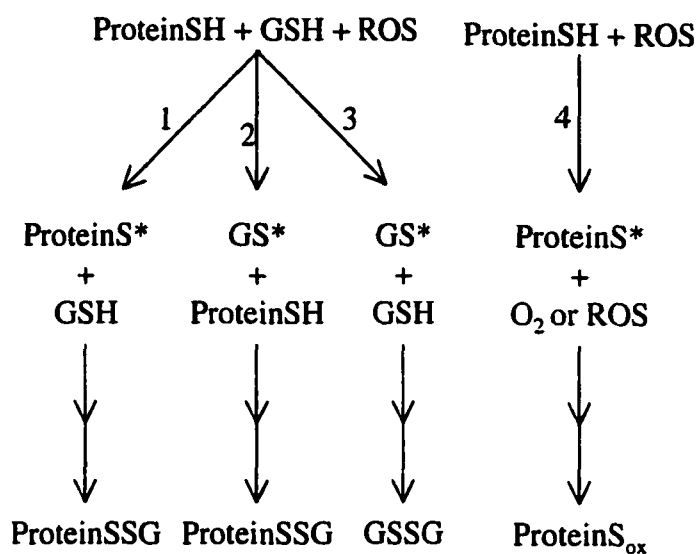 ProteinSH + GSH + ROS ProteinSH + ROS
1 2 3 4
ProteinS* GS* GS* ProteinS*
+ + + +
GSH ProteinSH GSH O₂ or ROS
ProteinSSG ProteinSSG GSSG ProteinSₒₓ